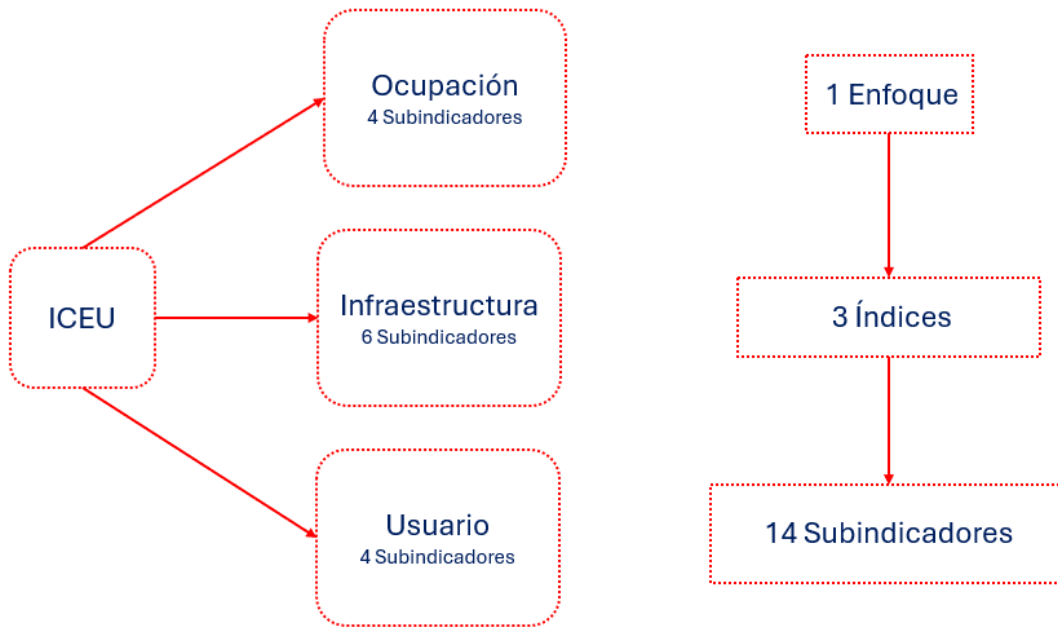 Ocupación
4 Subindicadores
ICEU
Infraestructura
6 Subindicadores
Usuario
4 Subindicadores
1 Enfoque
3 Índices
14 Subindicadores